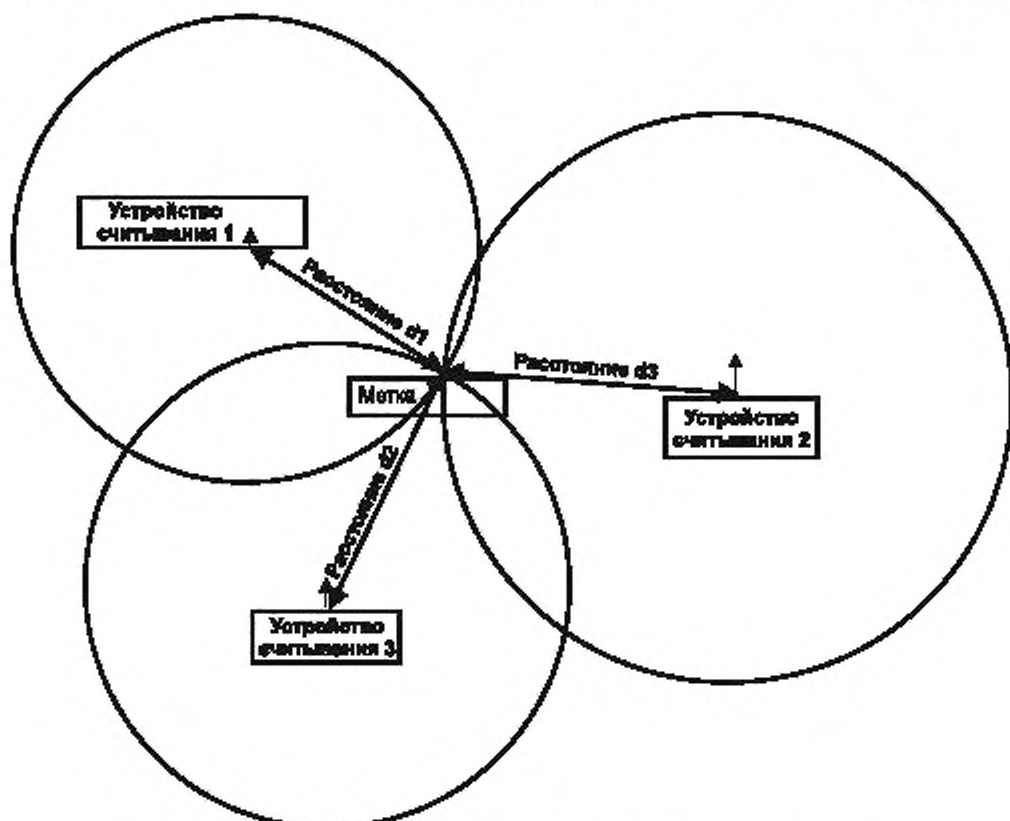 Устройство
считывания 1
Расстояние d1
Расстояние d3
Метка
Устройство
считывания 2
Расстояние d2
Устройство
считывания 3